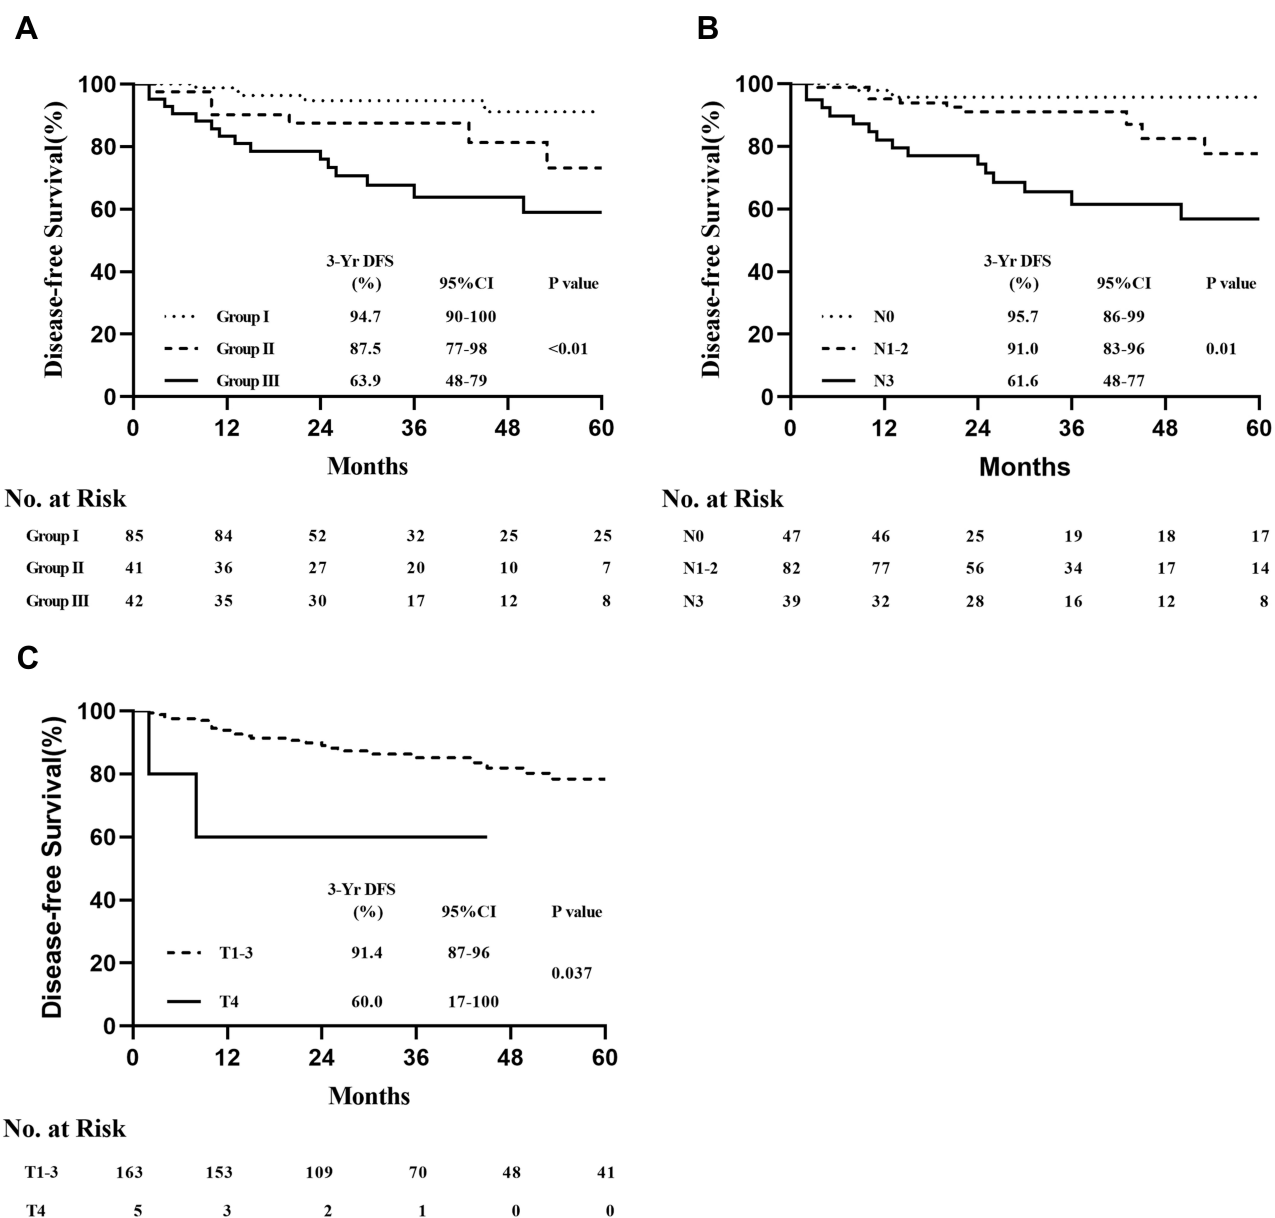 A
Disease-free Survival(%)
100
80
60
40
20
0
3-Yr DFS
(%) 95%CI P value
Group I 94.7 90-100
Group II 87.5 77-98 <0.01
Group III 63.9 48-79
0 12 24 36 48 60
Months
No. at Risk
Group I 85 84 52 32 25 25
Group II 41 36 27 20 10 7
Group III 42 35 30 17 12 8
B
Disease-free Survival(%)
100
80
60
40
20
0
3-Yr DFS
(%) 95%CI P value
N0 95.7 86-99
N1-2 91.0 83-96 0.01
N3 61.6 48-77
0 12 24 36 48 60
Months
No. at Risk
N0 47 46 25 19 18 17
N1-2 82 77 56 34 17 14
N3 39 32 28 16 12 8
C
Disease-free Survival(%)
100
80
60
40
20
0
3-Yr DFS
(%) 95%CI P value
T1-3 91.4 87-96
0.037
T4 60.0 17-100
0 12 24 36 48 60
Months
No. at Risk
T1-3 163 153 109 70 48 41
T4 5 3 2 1 0 0